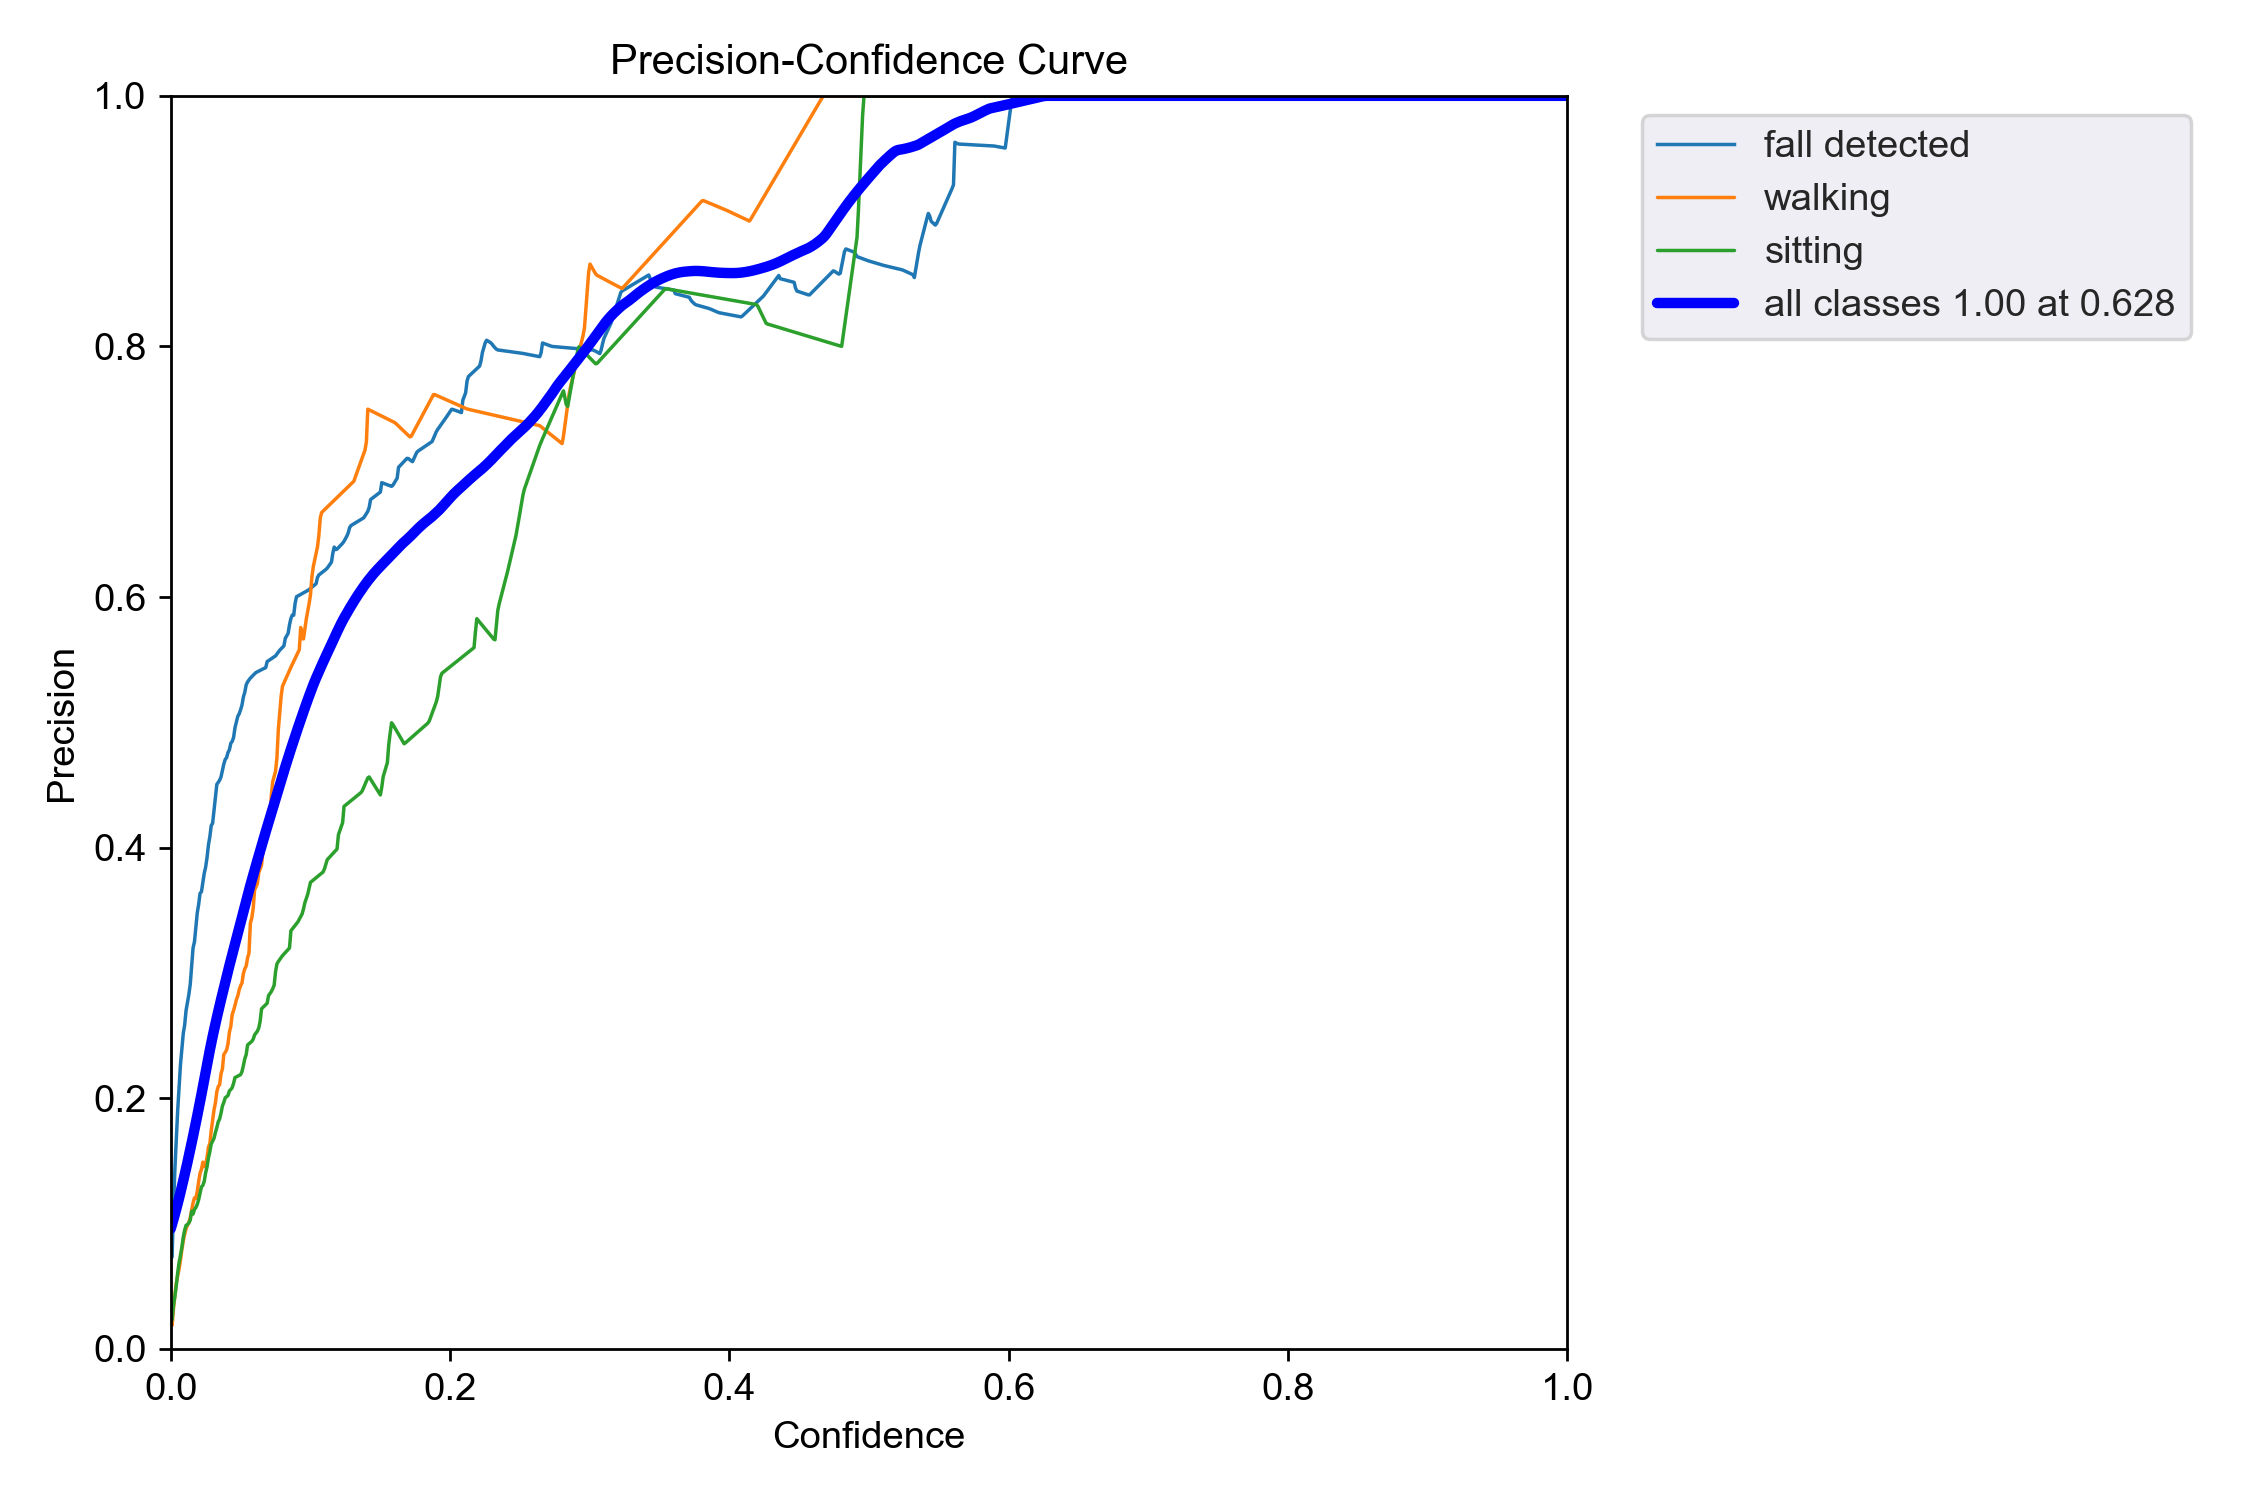 Precision-Confidence Curve
1.0
0.8
0.6
0.4
0.2
0.0
Precision
0.0 0.2 0.4 0.6 0.8 1.0
Confidence
fall detected
walking
sitting
all classes 1.00 at 0.628